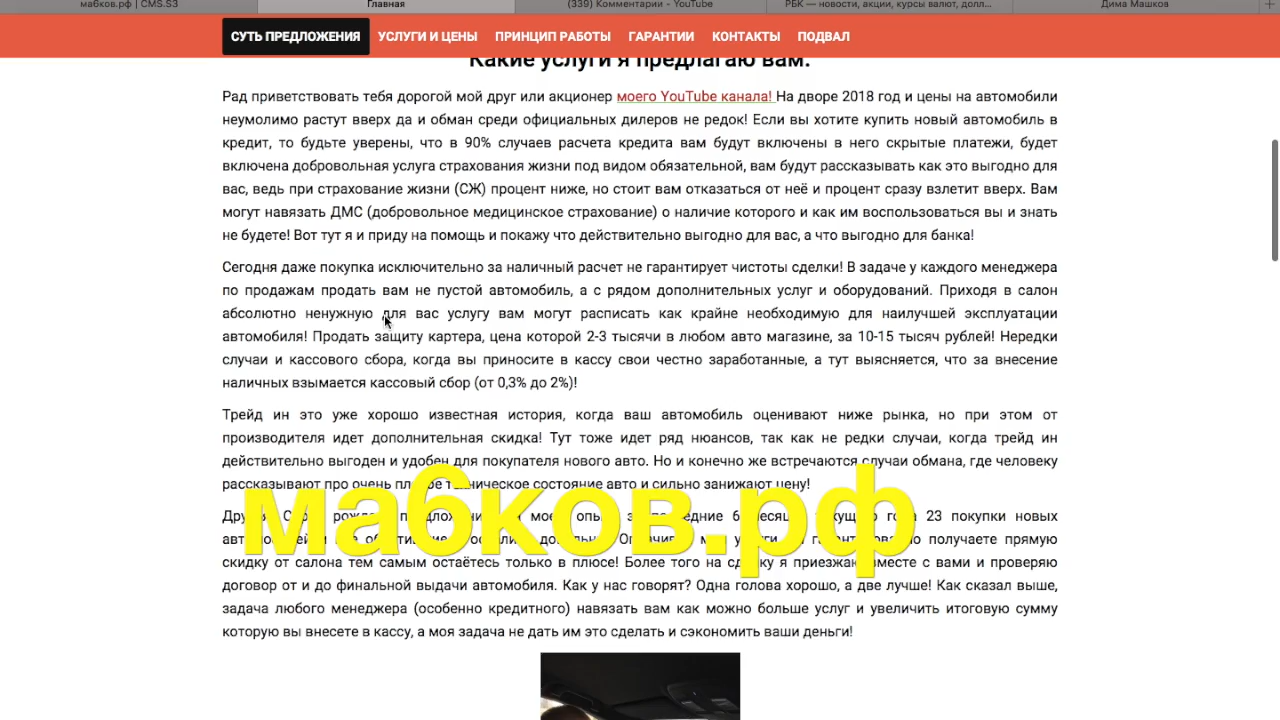 ма6ков.рф | CMS.S3
Главная
(339) Комментарии - YouTube
РБК — новости, акции, курсы валют, долл...
Дима Машков
СУТЬ ПРЕДЛОЖЕНИЯ УСЛУГИ И ЦЕНЫ ПРИНЦИП РАБОТЫ ГАРАНТИИ КОНТАКТЫ ПОДВАЛ
Какие услуги я предлагаю вам.
Рад приветствовать тебя дорогой мой друг или акционер моего YouTube канала! На дворе 2018 год и цены на автомобили
неумолимо растут вверх да и обман среди официальных дилеров не редок! Если вы хотите купить новый автомобиль в
кредит, то будьте уверены, что в 90% случаев расчета кредита вам будут включены в него скрытые платежи, будет
включена добровольная услуга страхования жизни под видом обязательной, вам будут рассказывать как это выгодно для
вас, ведь при страхование жизни (СЖ) процент ниже, но стоит вам отказаться от неё и процент сразу взлетит вверх. Вам
могут навязать ДМС (добровольное медицинское страхование) о наличие которого и как им воспользоваться вы и знать
не будете! Вот тут я и приду на помощь и покажу что действительно выгодно для вас, а что выгодно для банка!
Сегодня даже покупка исключительно за наличный расчет не гарантирует чистоты сделки! В задаче у каждого менеджера
по продажам продать вам не пустой автомобиль, а с рядом дополнительных услуг и оборудований. Приходя в салон
абсолютно ненужную для вас услугу вам могут расписать как крайне необходимую для наилучшей эксплуатации
автомобиля! Продать защиту картера, цена которой 2-3 тысячи в любом авто магазине, за 10-15 тысяч рублей! Нередки
случаи и кассового сбора, когда вы приносите в кассу свои честно заработанные, а тут выясняется, что за внесение
наличных взымается кассовый сбор (от 0,3% до 2%)!
Трейд ин это уже хорошо известная история, когда ваш автомобиль оценивают ниже рынка, но при этом от
производителя идет дополнительная скидка! Тут тоже идет ряд нюансов, так как не редки случаи, когда трейд ин
действительно выгоден и удобен для покупателя нового авто. Но и конечно же встречаются случаи обмана, где человеку
рассказывают про очень состояние авто и сильно занижают цену!
ма6ков.рф
23 покупки новых
получаете прямую
скидку от салона тем самым остаётесь только в плюсе! Более того на сделку я приезжаю вместе с вами и проверяю
договор от и до финальной выдачи автомобиля. Как у нас говорят? Одна голова хорошо, а две лучше! Как сказал выше,
задача любого менеджера (особенно кредитного) навязать вам как можно больше услуг и увеличить итоговую сумму
которую вы внесете в кассу, а моя задача не дать им это сделать и сэкономить ваши деньги!